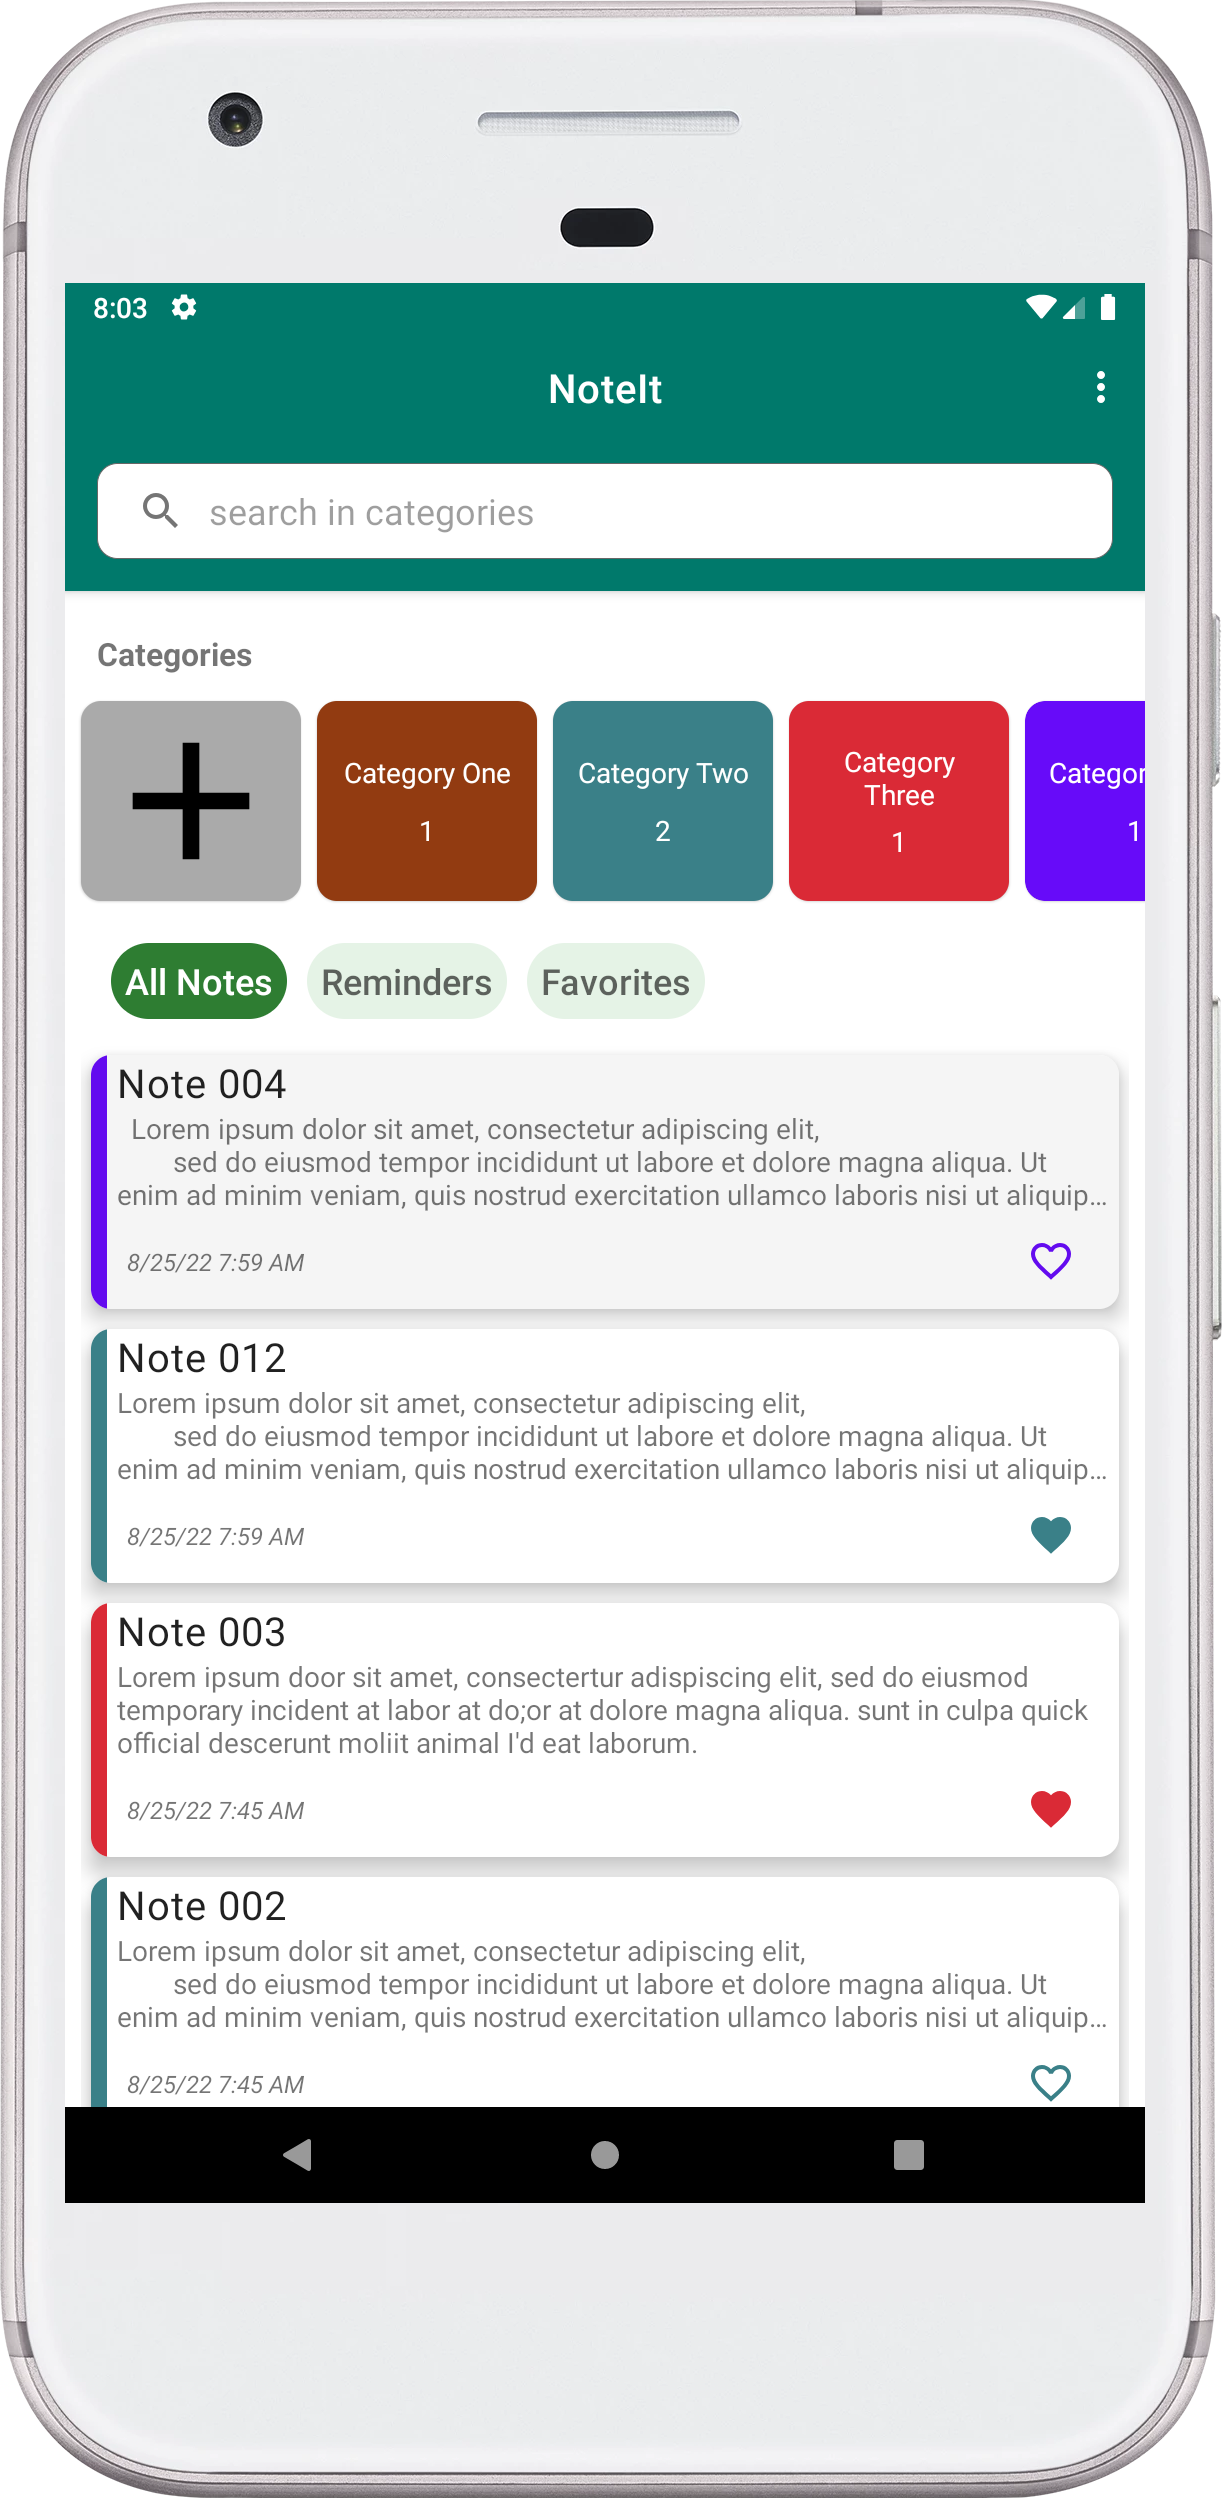 8:03
NoteIt
search in categories
Categories
Category One
1
Category Two
2
Category
Three
1
Categor
1
All Notes
Reminders
Favorites
Note 004
Lorem ipsum dolor sit amet, consectetur adipiscing elit,
sed do eiusmod tempor incididunt ut labore et dolore magna aliqua. Ut
enim ad minim veniam, quis nostrud exercitation ullamco laboris nisi ut aliquip...
8/25/22 7:59 AM
Note 012
Lorem ipsum dolor sit amet, consectetur adipiscing elit,
sed do eiusmod tempor incididunt ut labore et dolore magna aliqua. Ut
enim ad minim veniam, quis nostrud exercitation ullamco laboris nisi ut aliquip...
8/25/22 7:59 AM
Note 003
Lorem ipsum door sit amet, consectertur adispiscing elit, sed do eiusmod
temporary incident at labor at do;or at dolore magna aliqua. sunt in culpa quick
official descerunt moliit animal I'd eat laborum.
8/25/22 7:45 AM
Note 002
Lorem ipsum dolor sit amet, consectetur adipiscing elit,
sed do eiusmod tempor incididunt ut labore et dolore magna aliqua. Ut
enim ad minim veniam, quis nostrud exercitation ullamco laboris nisi ut aliquip...
8/25/22 7:45 AM